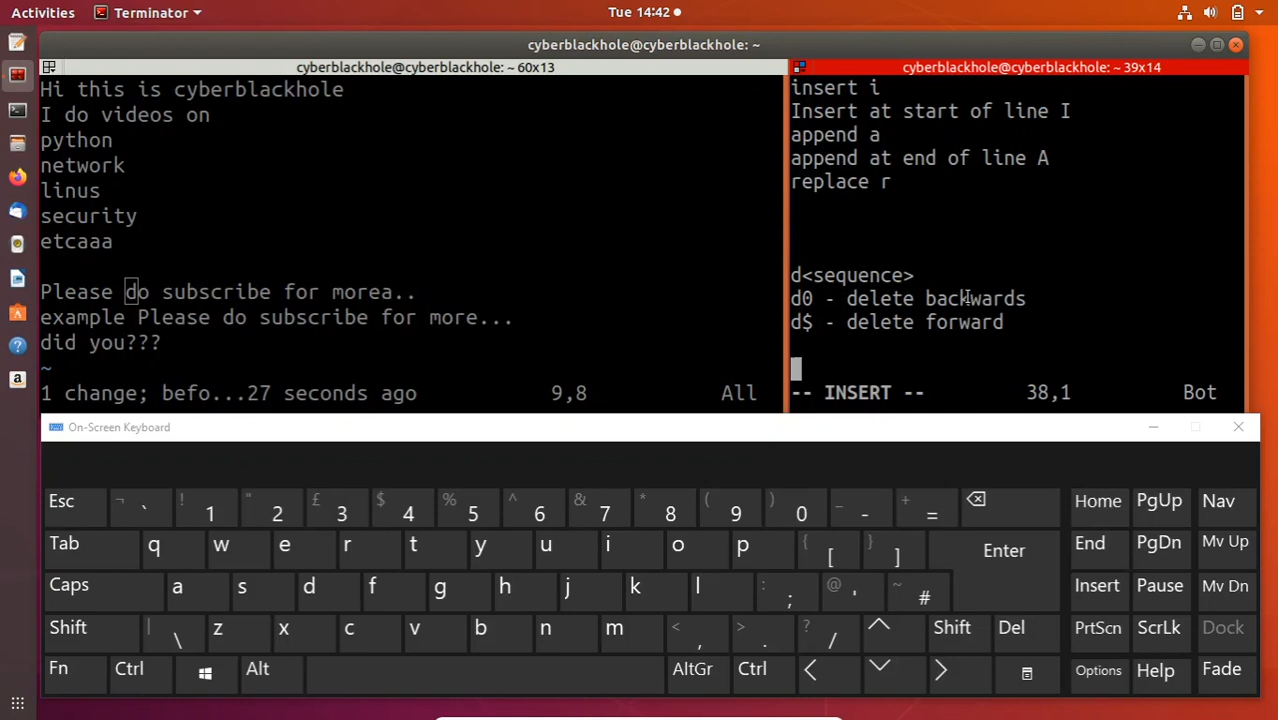 Activities Terminator Tue 14:42
cyberblackhole@cyberblackhole: ~
cyberblackhole@cyberblackhole: ~ 60x13
Hi this is cyberblackhole
I do videos on
python
network
linus
security
etcaaa
Please do subscribe for morea..
example Please do subscribe for more...
did you???
~
1 change; befo...27 seconds ago 9,8 All
cyberblackhole@cyberblackhole: ~ 39x14
insert i
Insert at start of line I
append a
append at end of line A
replace r
d<sequence>
d0 - delete backwards
d$ - delete forward
-- INSERT -- 38,1 Bot
a
On-Screen Keyboard
Esc ¬ ` ! 1 " 2 £ 3 $ 4 % 5 ^ 6 & 7 * 8 ( 9 ) 0 _ - + = Home PgUp Nav
Tab q w e r t y u i o p { [ } ] Enter End PgDn Mv Up
Caps a s d f g h j k l : ; @ ' ~ # Insert Pause Mv Dn
Shift | \ z x c v b n m < , > . ? / Shift Del PrtScn ScrLk Dock
Fn Ctrl Alt AltGr Ctrl Options Help Fade